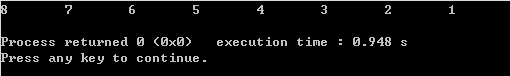 8 7 6 5 4 3 2 1
Process returned 0 (0x0) execution time : 0.948 s
Press any key to continue.